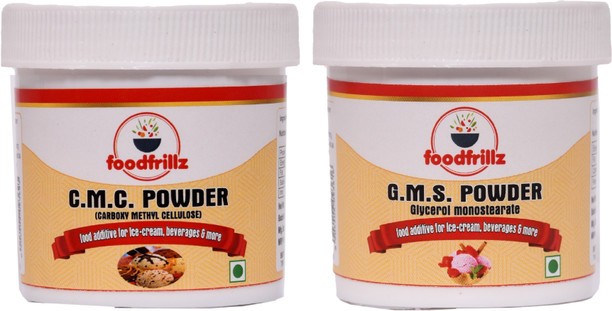 foodfrillz
C.M.C. POWDER
(CARBOXY METHYL CELLULOSE)
food additive for ice-cream, beverages & more
foodfrillz
G.M.S. POWDER
Glycerol monostearate
food additive for ice-cream, beverages & more